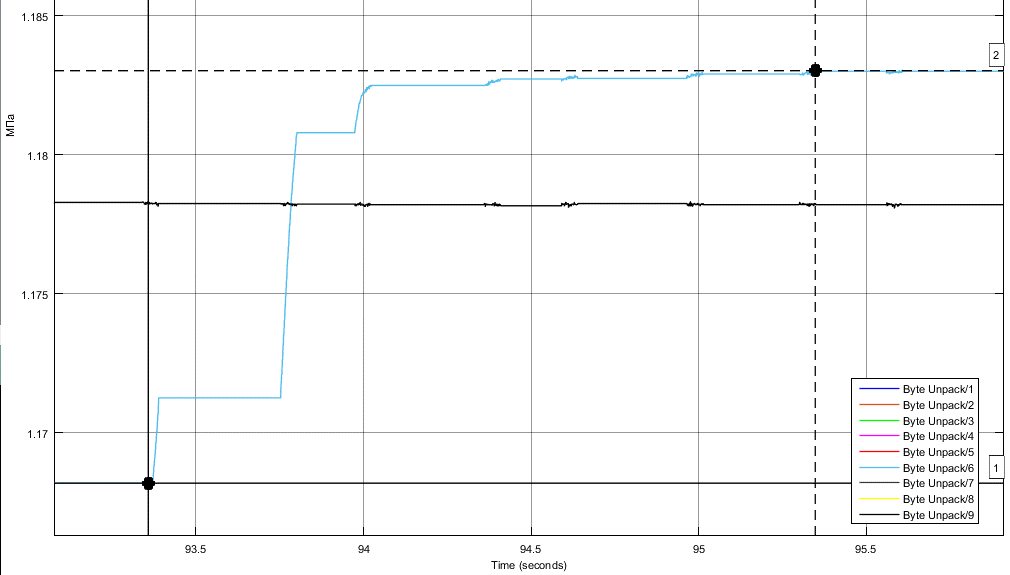 1.185
2
МПа
1.18
1.175
1.17
Byte Unpack/1
Byte Unpack/2
Byte Unpack/3
Byte Unpack/4
Byte Unpack/5
Byte Unpack/6
Byte Unpack/7
Byte Unpack/8
Byte Unpack/9
1
93.5 94 94.5 95 95.5
Time (seconds)